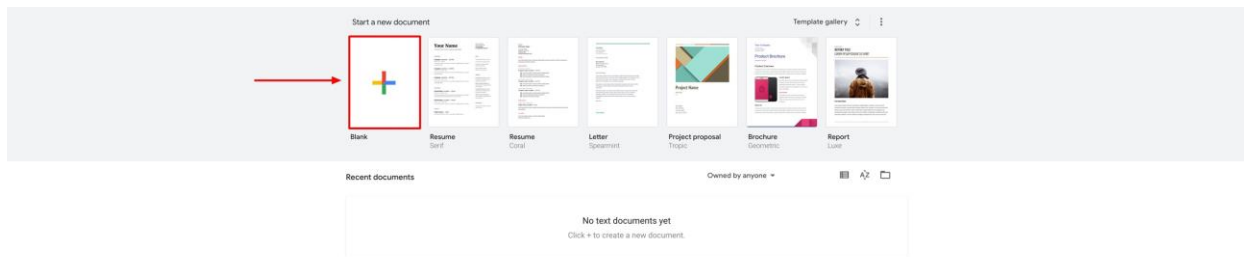 Start a new document
Template gallery
Your Name
Product Brochure
Project Name
Blank
Resume
Serif
Resume
Coral
Letter
Spearmint
Project proposal
Tropic
Brochure
Geometric
Report
Luxe
Recent documents
Owned by anyone
AZ
No text documents yet
Click + to create a new document.